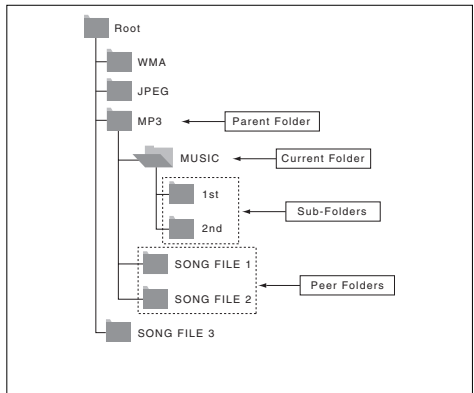 Root
WMA
JPEG
MP3
Parent Folder
MUSIC
Current Folder
1st
Sub-Folders
2nd
SONG FILE 1
Peer Folders
SONG FILE 2
SONG FILE 3